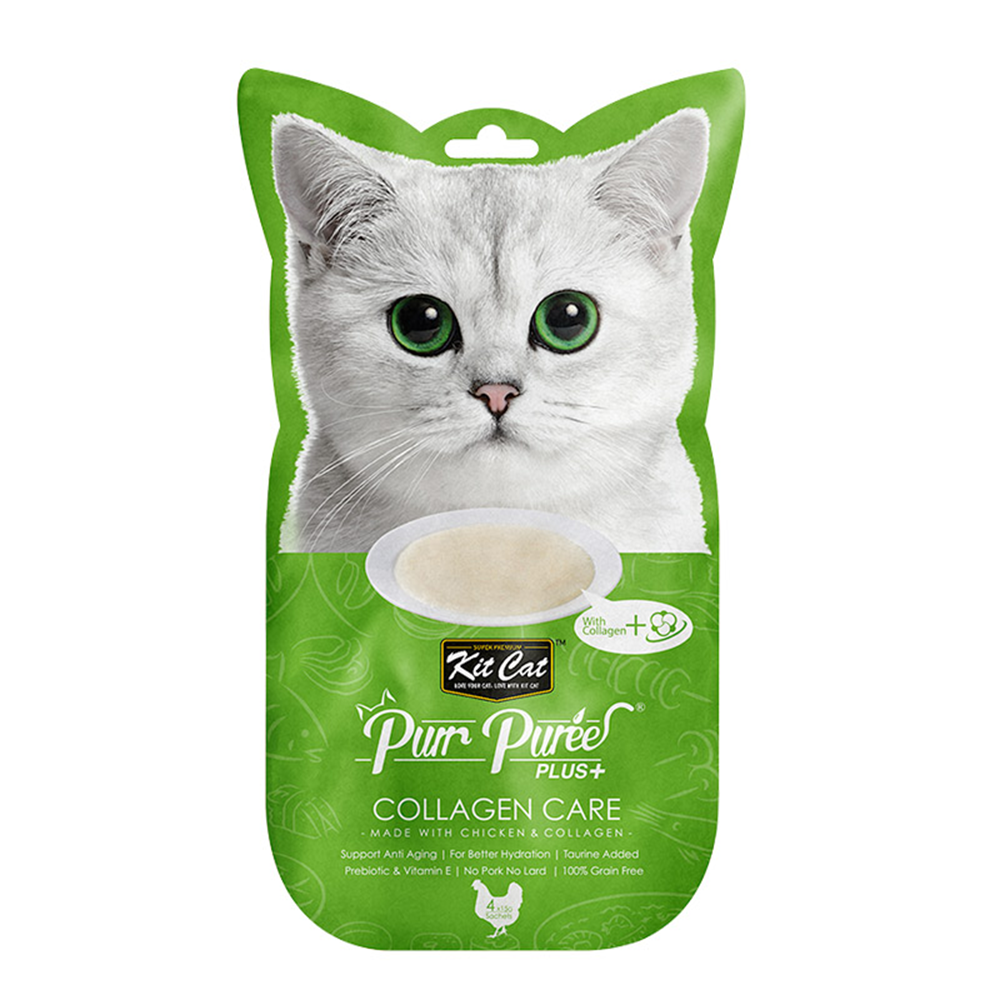 With
Collagen +
SUPER PREMIUM
Kit Cat ™
LOVE YOUR CAT, LOVE WITH KIT CAT
Purr Purée ®
PLUS+
COLLAGEN CARE
- MADE WITH CHICKEN & COLLAGEN -
Support Anti Aging | For Better Hydration | Taurine Added
Prebiotic & Vitamin E | No Pork No Lard | 100% Grain Free
4 x15g
Sachets